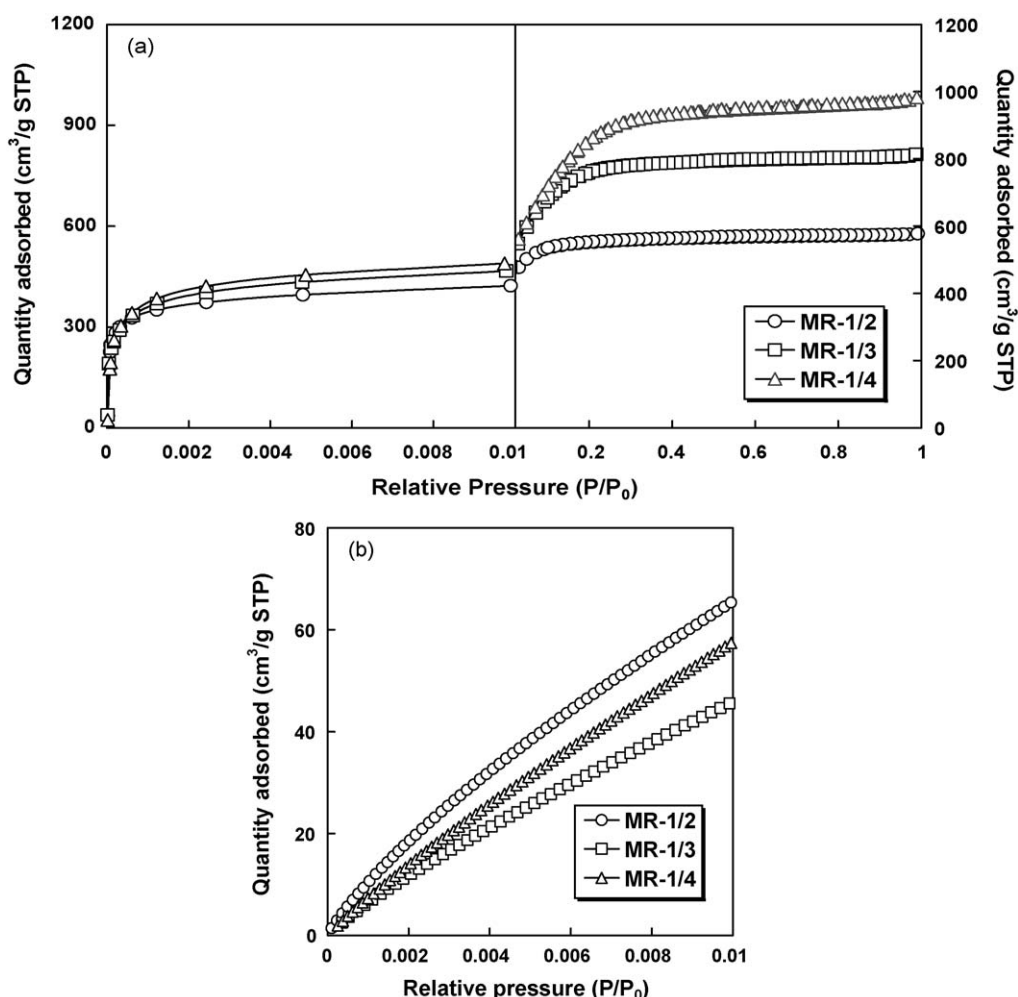 (a)
Quantity adsorbed (cm³/g STP)
1200
900
600
300
0
1200
1000
800
600
400
200
0
Quantity adsorbed (cm³/g STP)
MR-1/2
MR-1/3
MR-1/4
0 0.002 0.004 0.006 0.008 0.01 0.2 0.4 0.6 0.8 1
Relative Pressure (P/P₀)
(b)
Quantity adsorbed (cm³/g STP)
80
60
40
20
0
MR-1/2
MR-1/3
MR-1/4
0 0.002 0.004 0.006 0.008 0.01
Relative pressure (P/P₀)